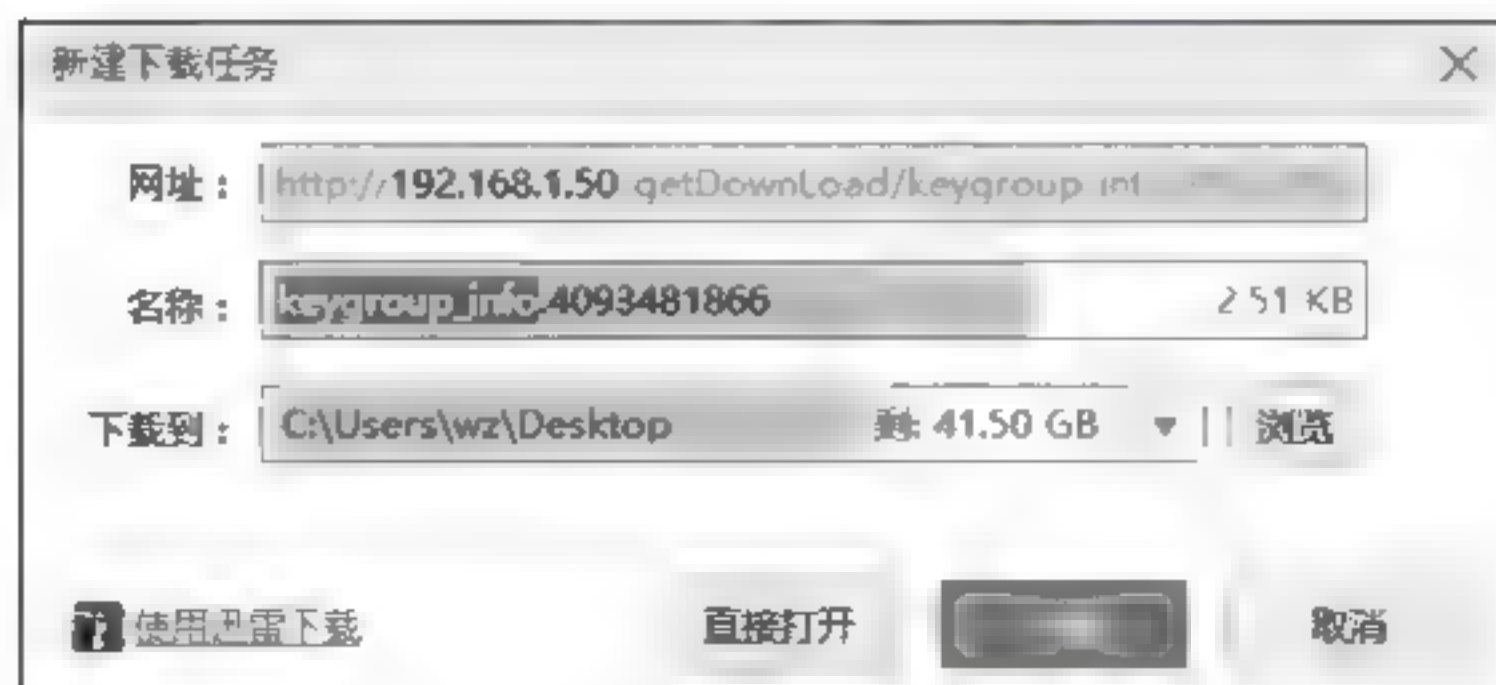 新建下载任务
网址： http://192.168.1.50 getDownLoad/keygroup
名称： keygroup_info.4093481866 2.51 KB
下载到： C:\Users\wz\Desktop 剩: 41.50 GB 浏览
使用迅雷下载 直接打开 取消